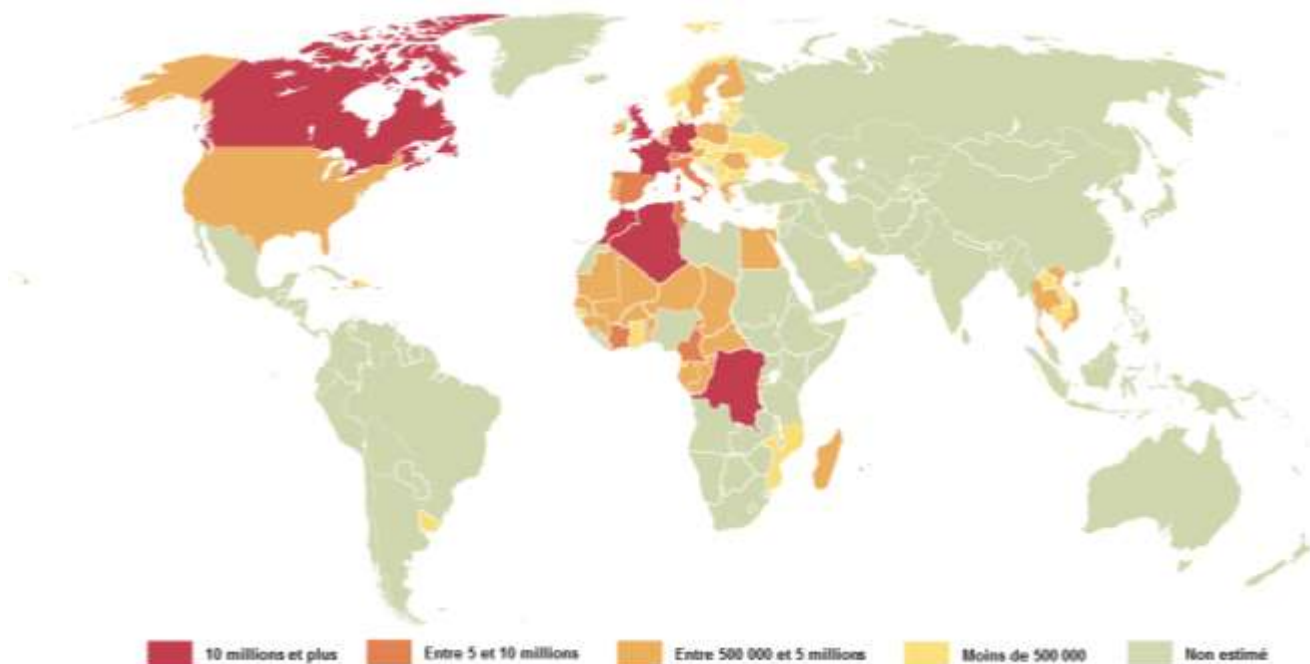 10 millions et plus
Entre 5 et 10 millions
Entre 500 000 et 5 millions
Moins de 500 000
Non estimé